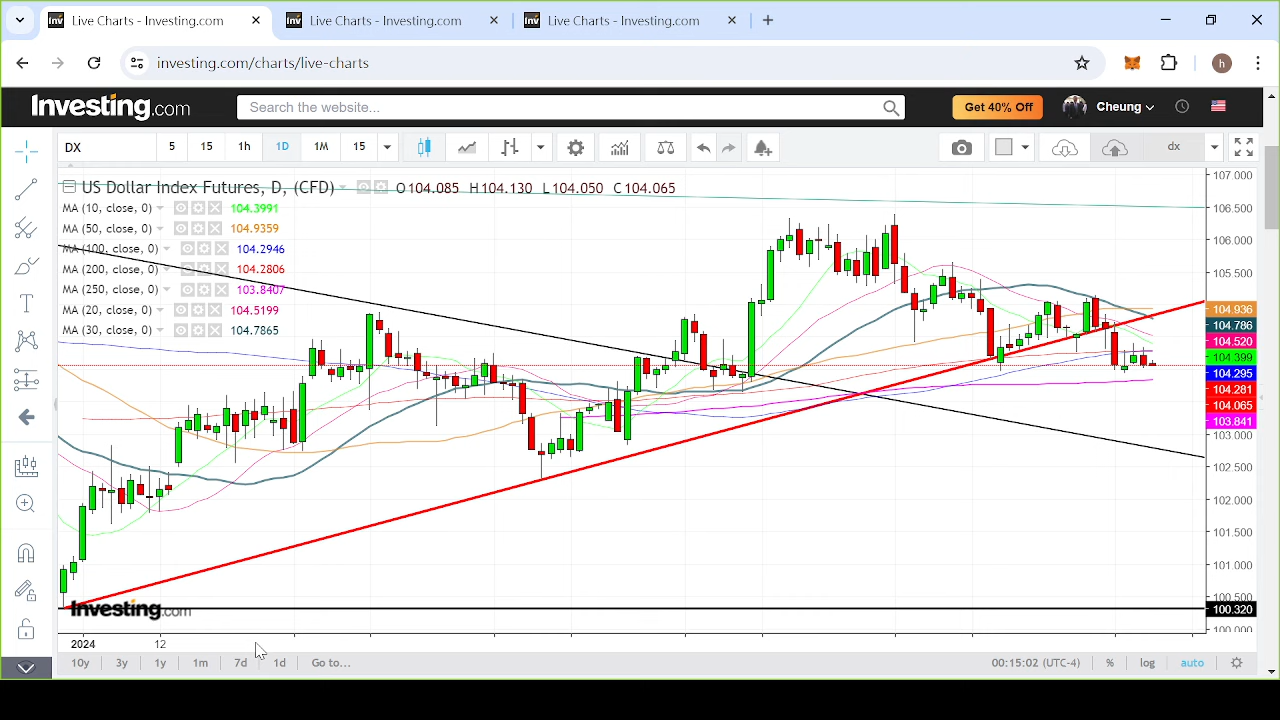 Live Charts - Investing.com
Live Charts - Investing.com
Live Charts - Investing.com
investing.com/charts/live-charts
h
Investing.com
Search the website...
Get 40% Off
Cheung
DX
5
15
1h
1D
1M
15
dx
US Dollar Index Futures, D, (CFD)
O104.085 H104.130 L104.050 C104.065
MA (10, close, 0) 104.3991
MA (50, close, 0) 104.9359
MA (100, close, 0) 104.2946
MA (200, close, 0) 104.2806
MA (250, close, 0) 103.8407
MA (20, close, 0) 104.5199
MA (30, close, 0) 104.7865
107.000
106.500
106.000
105.500
104.936
104.786
104.520
104.399
104.295
104.281
104.065
103.841
103.000
102.500
102.000
101.500
101.000
100.500
100.320
100.000
Investing.com
2024
12
10y
3y
1y
1m
7d
1d
Go to...
00:15:02 (UTC-4)
%
log
auto